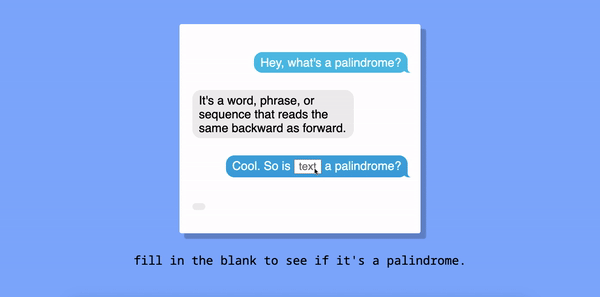 Hey, what's a palindrome?
It's a word, phrase, or
sequence that reads the
same backward as forward.
Cool. So is text a palindrome?
fill in the blank to see if it's a palindrome.